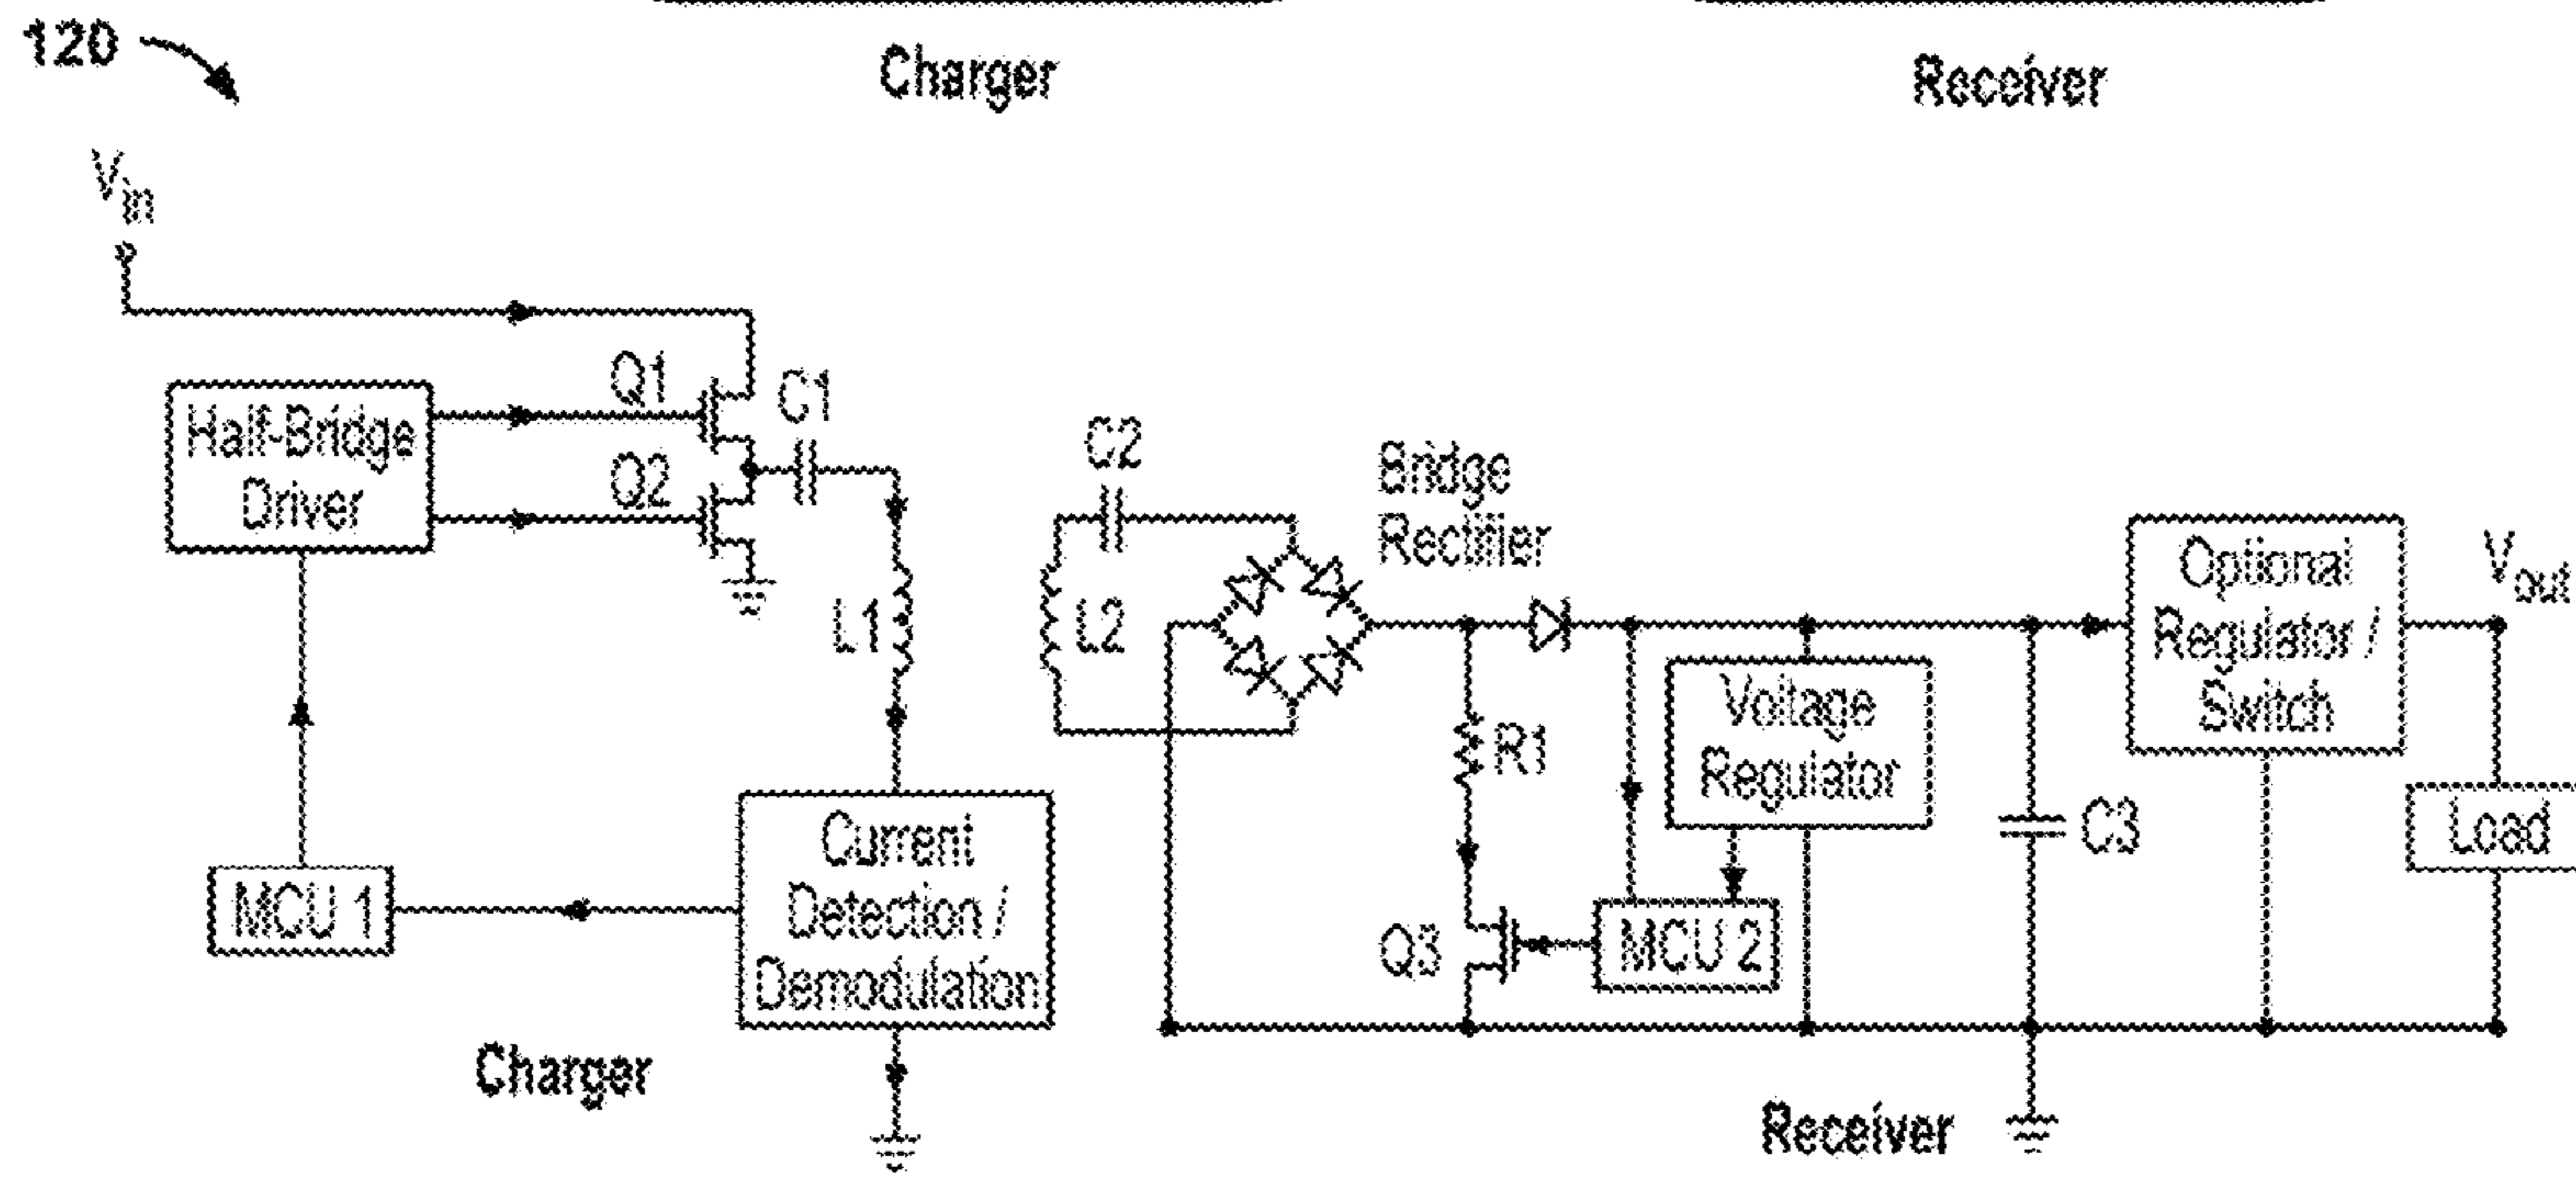 120
Charger
Receiver
Vin
Q1
C1
Half-Bridge
Driver
Q2
C2
Bridge
Rectifier
L1
L2
Optional
Regulator /
Switch
Vout
Voltage
Regulator
R1
Current
Detection /
Demodulation
C3
Load
MCU 1
Q3
MCU 2
Charger
Receiver